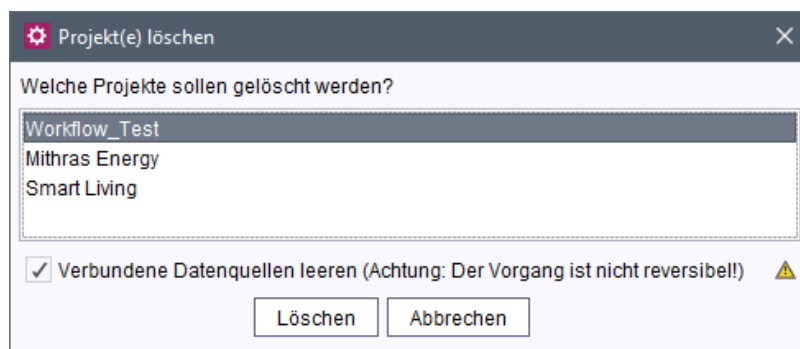 Projekt(e) löschen
Welche Projekte sollen gelöscht werden?
Workflow_Test
Mithras Energy
Smart Living
Verbundene Datenquellen leeren (Achtung: Der Vorgang ist nicht reversibel!)
Löschen Abbrechen